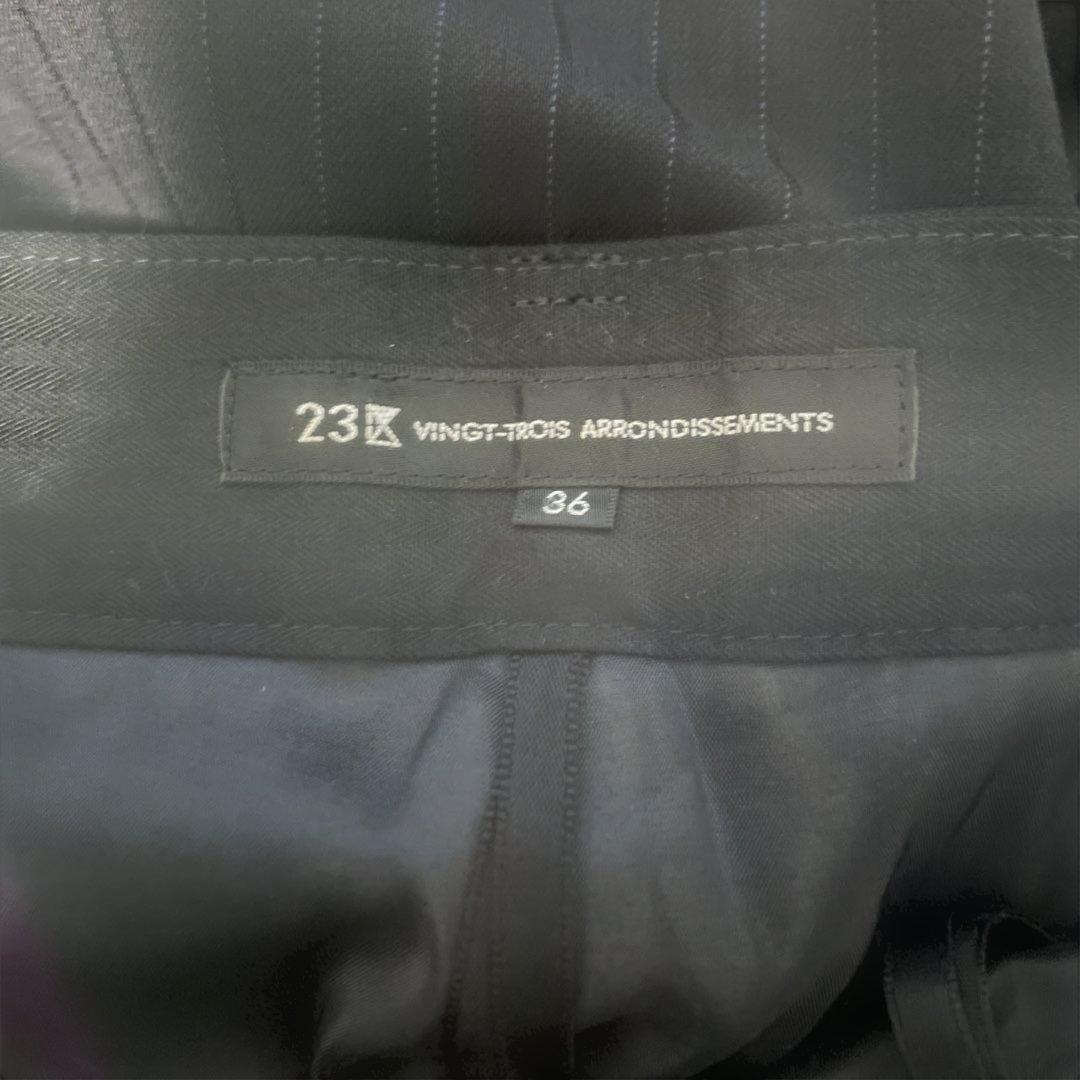 23区 VINGT-TROIS ARRONDISSEMENTS
36